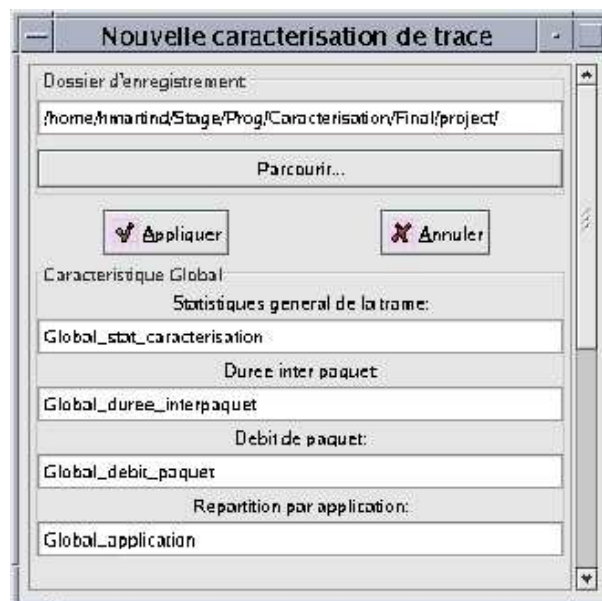 Nouvelle caracterisation de trace
Dossier d'enregistrement
/home/hmartind/Stage/Prog/Caracterisation/Final/project/
Parcourir...
Appliquer
Annuler
Caracteristique Global
Statistiques general de la trame:
Global_stat_caracterisation
Duree inter paquet
Global_duree_interpaquet
Debit de paquet:
Global_debit_paquet
Repartition par application:
Global_application